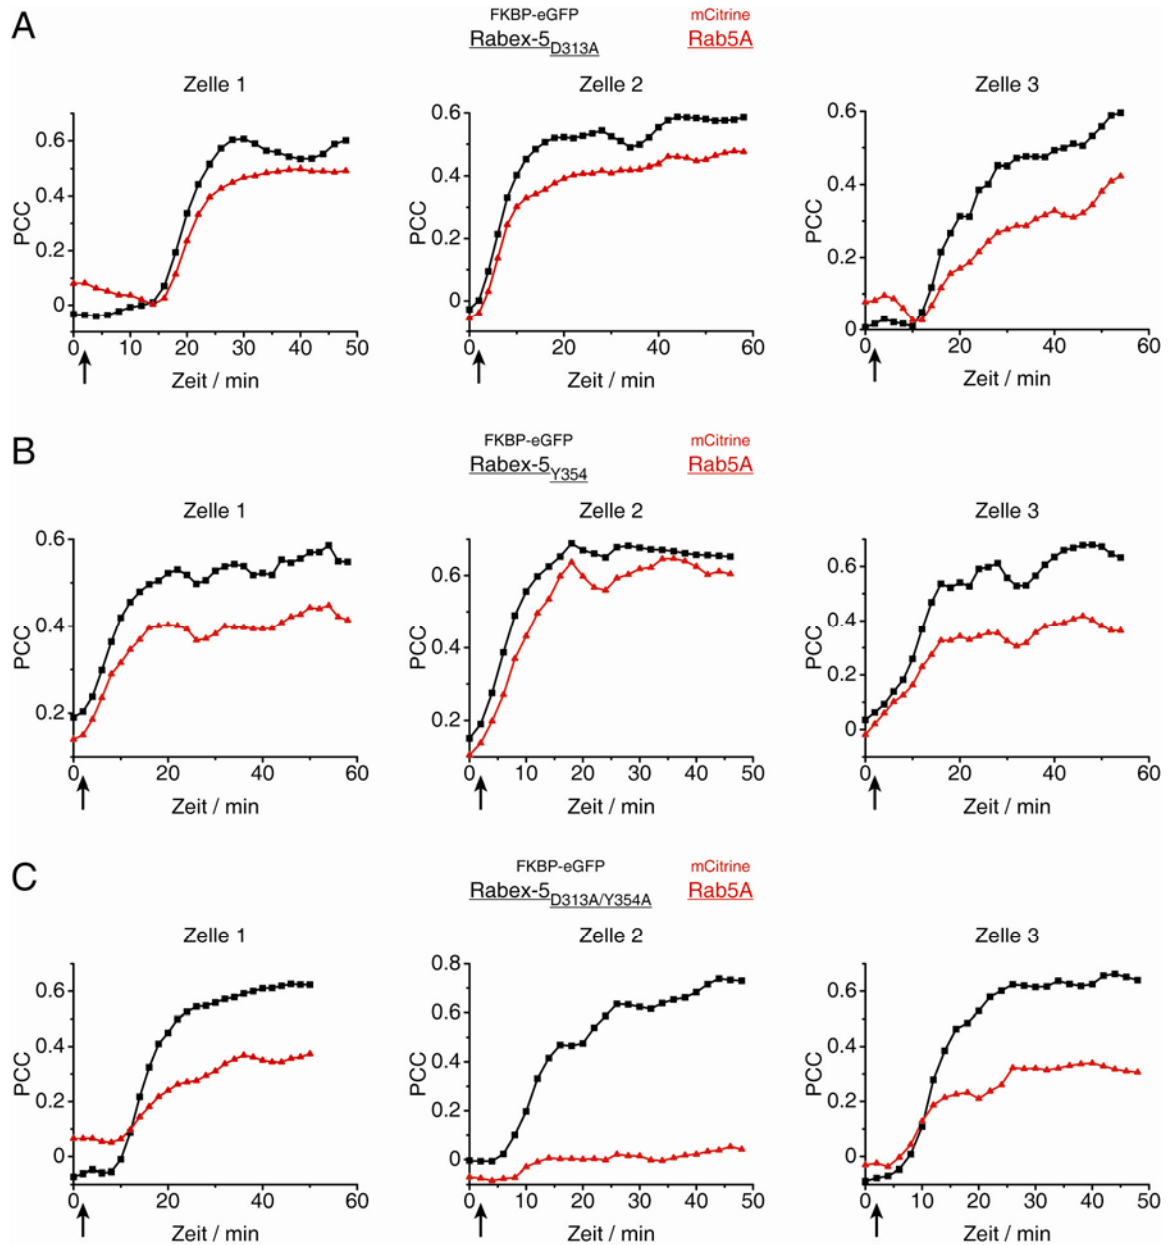 A
FKBP-eGFP mCitrine
Rabex-5D313A Rab5A
Zelle 1 Zelle 2 Zelle 3
PCC 0.6 0.4 0.2 0
0 10 20 30 40 50
Zeit / min
PCC 0.6 0.4 0.2 0
0 20 40 60
Zeit / min
PCC 0.6 0.4 0.2 0
0 20 40 60
Zeit / min
B
FKBP-eGFP mCitrine
Rabex-5Y354 Rab5A
Zelle 1 Zelle 2 Zelle 3
PCC 0.6 0.4 0.2
0 20 40 60
Zeit / min
PCC 0.6 0.4 0.2
0 10 20 30 40 50
Zeit / min
PCC 0.6 0.4 0.2 0
0 20 40 60
Zeit / min
C
FKBP-eGFP mCitrine
Rabex-5D313A/Y354A Rab5A
Zelle 1 Zelle 2 Zelle 3
PCC 0.6 0.4 0.2 0
0 20 40 60
Zeit / min
PCC 0.8 0.6 0.4 0.2 0
0 10 20 30 40 50
Zeit / min
PCC 0.6 0.4 0.2 0
0 10 20 30 40 50
Zeit / min